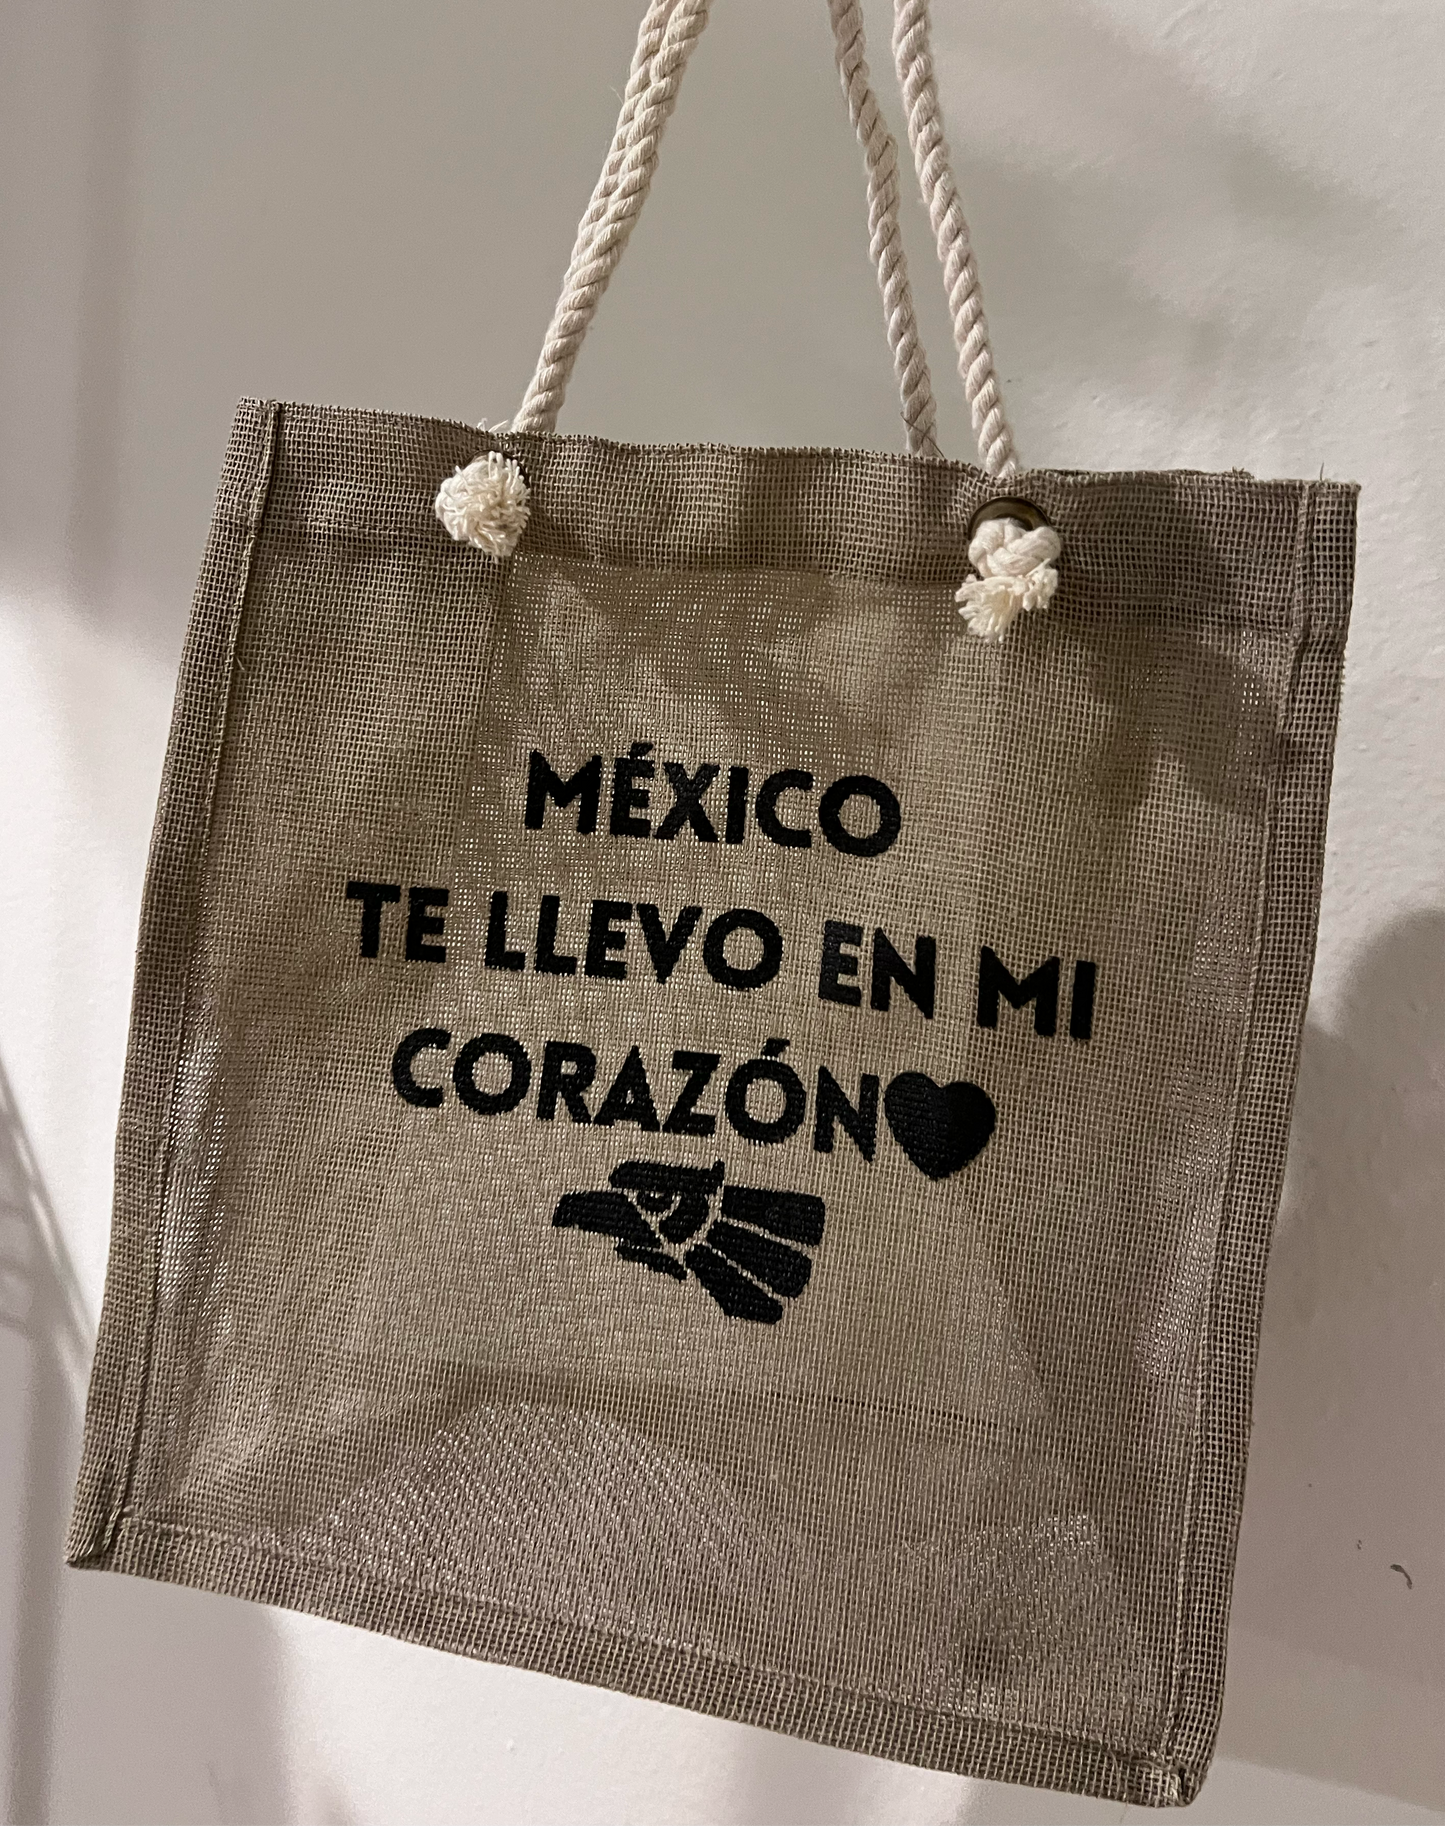 MÉXICO
TE LLEVO EN MI
CORAZÓN🖤